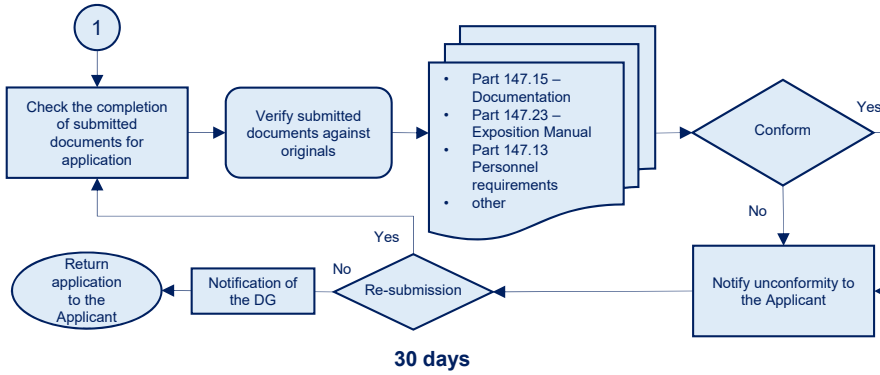 1
Check the completion
of submitted
documents for
application
Verify submitted
documents against
originals
• Part 147.15 –
Documentation
• Part 147.23 –
Exposition Manual
• Part 147.13
Personnel
requirements
• other
Conform
Yes
No
Notify unconformity to
the Applicant
Re-submission
Yes
No
Notification of
the DG
Return
application
to the
Applicant
30 days